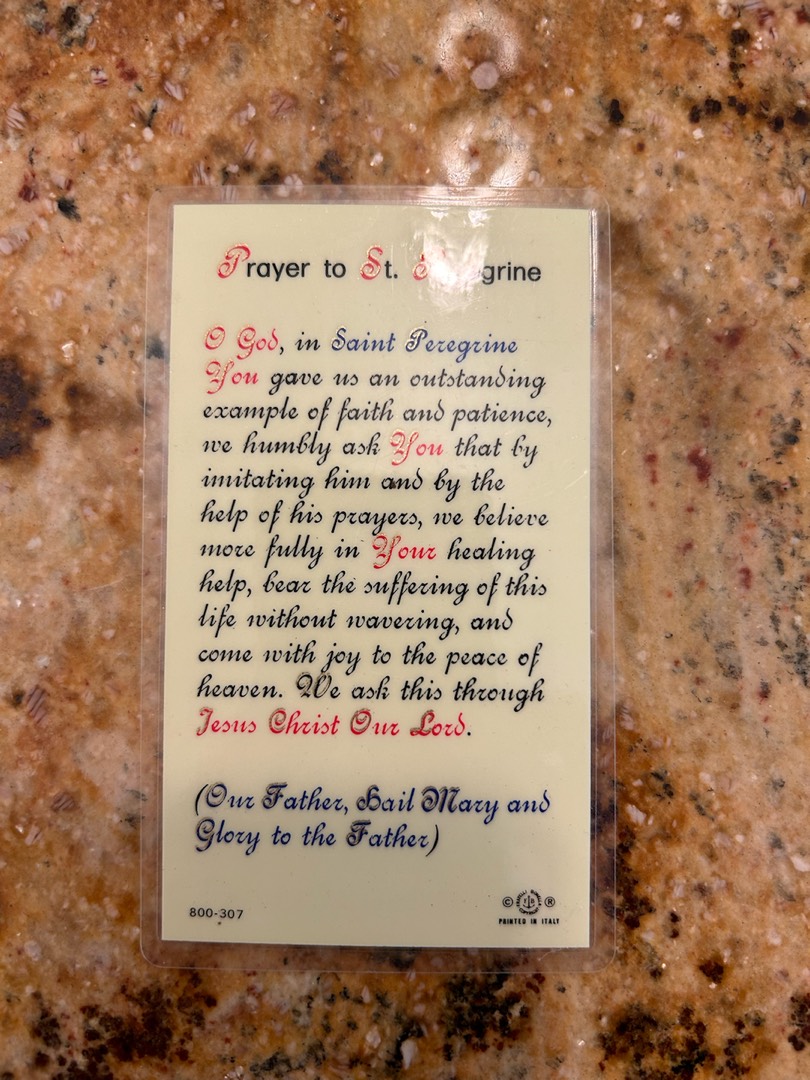 Prayer to St. Peregrine
O God, in Saint Peregrine
You gave us an outstanding
example of faith and patience,
we humbly ask You that by
imitating him and by the
help of his prayers, we believe
more fully in Your healing
help, bear the suffering of this
life without wavering, and
come with joy to the peace of
heaven. We ask this through
Jesus Christ Our Lord.
(Our Father, Hail Mary and
Glory to the Father)
800-307
© ®
PRINTED IN ITALY